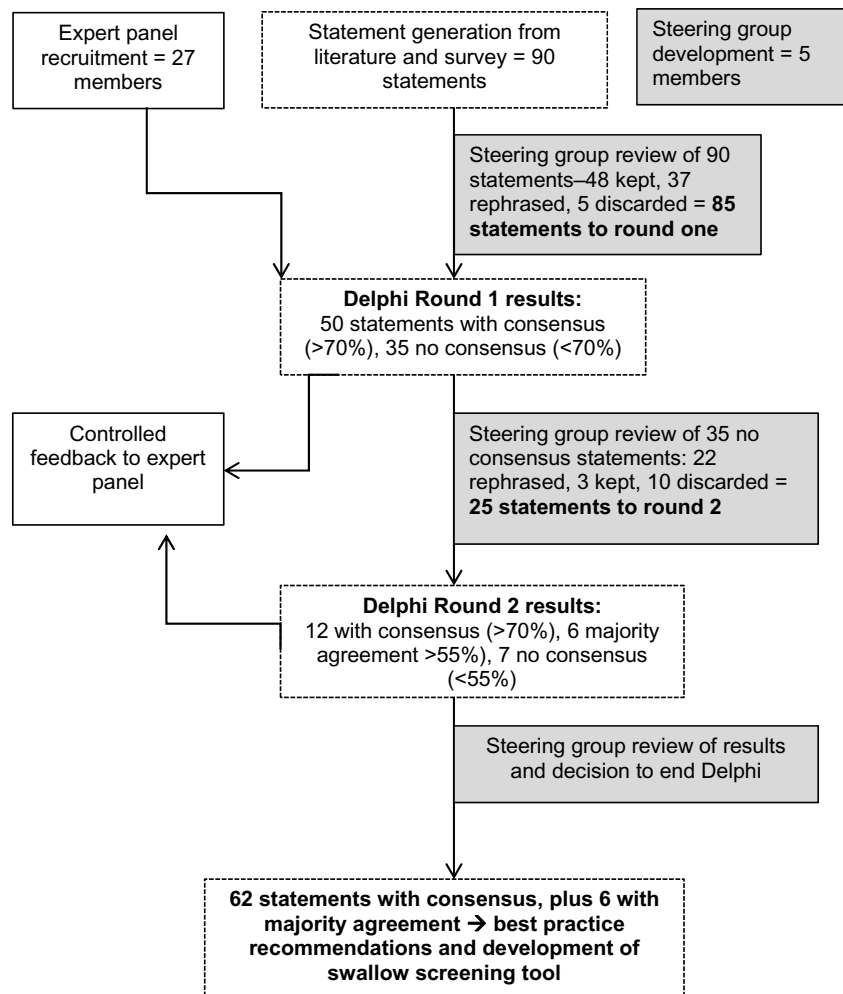 Expert panel
recruitment = 27
members
Statement generation from
literature and survey = 90
statements
Steering group
development = 5
members
Steering group review of 90
statements–48 kept, 37
rephrased, 5 discarded = 85
statements to round one
Delphi Round 1 results:
50 statements with consensus
(>70%), 35 no consensus (<70%)
Controlled
feedback to expert
panel
Steering group review of 35 no
consensus statements: 22
rephrased, 3 kept, 10 discarded =
25 statements to round 2
Delphi Round 2 results:
12 with consensus (>70%), 6 majority
agreement >55%), 7 no consensus
(<55%)
Steering group review of results
and decision to end Delphi
62 statements with consensus, plus 6 with
majority agreement → best practice
recommendations and development of
swallow screening tool